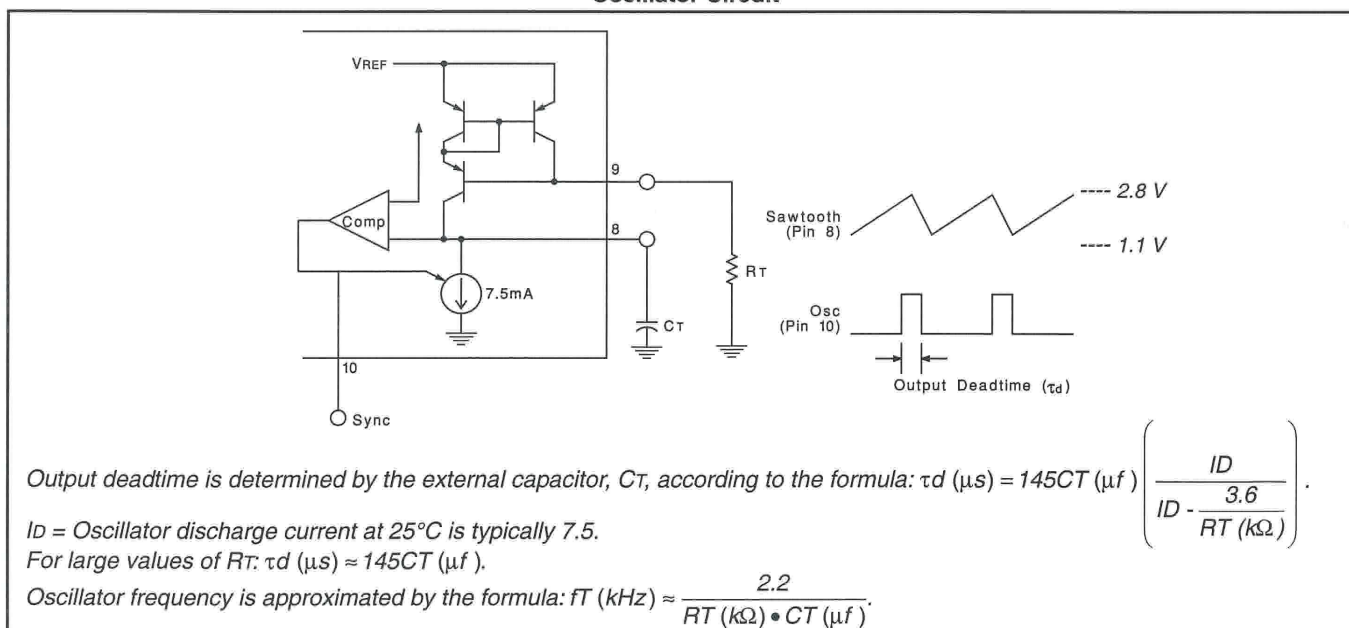 VREF
9
2.8 V
Comp
8
Sawtooth
(Pin 8)
1.1 V
RT
7.5mA
CT
Osc
(Pin 10)
10
Output Deadtime (τd)
Sync
Output deadtime is determined by the external capacitor, CT, according to the formula: τd (μs) = 145CT (μf) ( ID / ( ID - 3.6 / RT (kΩ) ) ).
ID = Oscillator discharge current at 25°C is typically 7.5.
For large values of RT: τd (μs) ≈ 145CT (μf ).
Oscillator frequency is approximated by the formula: fT (kHz) ≈ 2.2 / RT (kΩ) • CT (μf ).